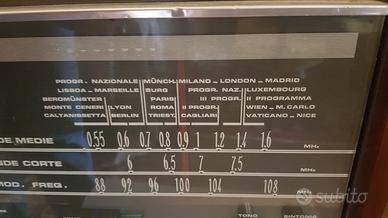 PROGR. NAZIONALE MÜNCH. MILANO - LONDON - MADRID
LISBOA - MARSEILLE BURG PROGR. NAZ. LUXEMBOURG
BEROMÜNSTER PARIS III PROGR. II PROGRAMMA
MONTE CENERI LYON ROMA II PROGR. WIEN - M. CARLO
CALTANISSETTA BERLIN TRIEST. CAGLIARI VATICANO - NICE
DE MEDIE 0.55 0.6 0.7 0.8 0.9 1 1.2 1.4 1.6 MHz
DE CORTE 6 6.5 7 7.5 MHz
MOD. FREQ. 88 92 96 100 104 108 MHz
TONO SINTONIA
subito